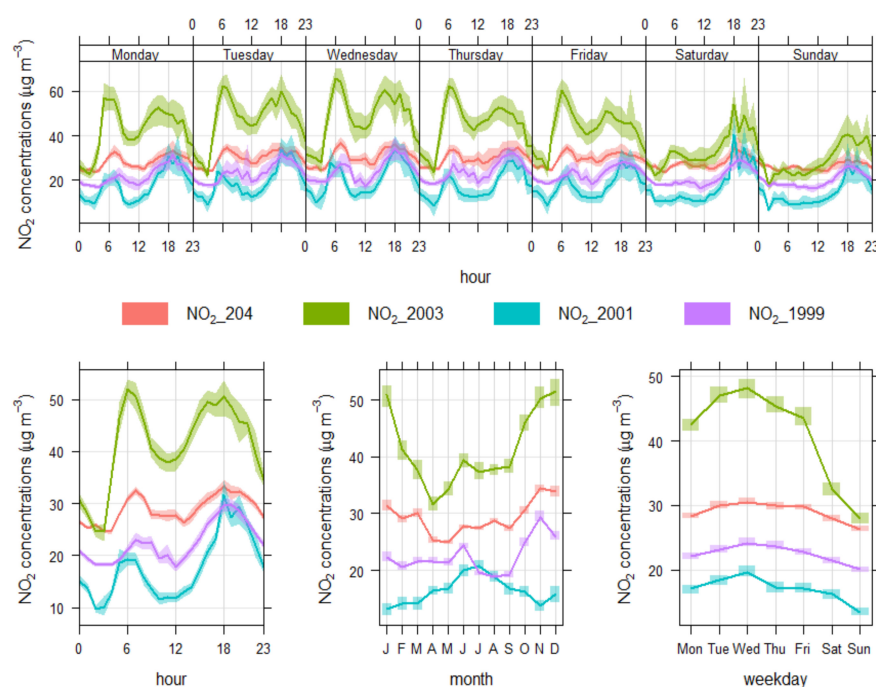 0 6 12 18 23 0 6 12 18 23 0 6 12 18 23
Monday Tuesday Wednesday Thursday Friday Saturday Sunday
NO₂ concentrations (μg m⁻³)
60
40
20
0 6 12 18 23 0 6 12 18 23 0 6 12 18 23 0 6 12 18 23
hour
NO₂_204 NO₂_2003 NO₂_2001 NO₂_1999
NO₂ concentrations (μg m⁻³)
50
40
30
20
10
0 6 12 18 23
hour
NO₂ concentrations (μg m⁻³)
50
40
30
20
J F M A M J J A S O N D
month
NO₂ concentrations (μg m⁻³)
50
40
30
20
Mon Tue Wed Thu Fri Sat Sun
weekday